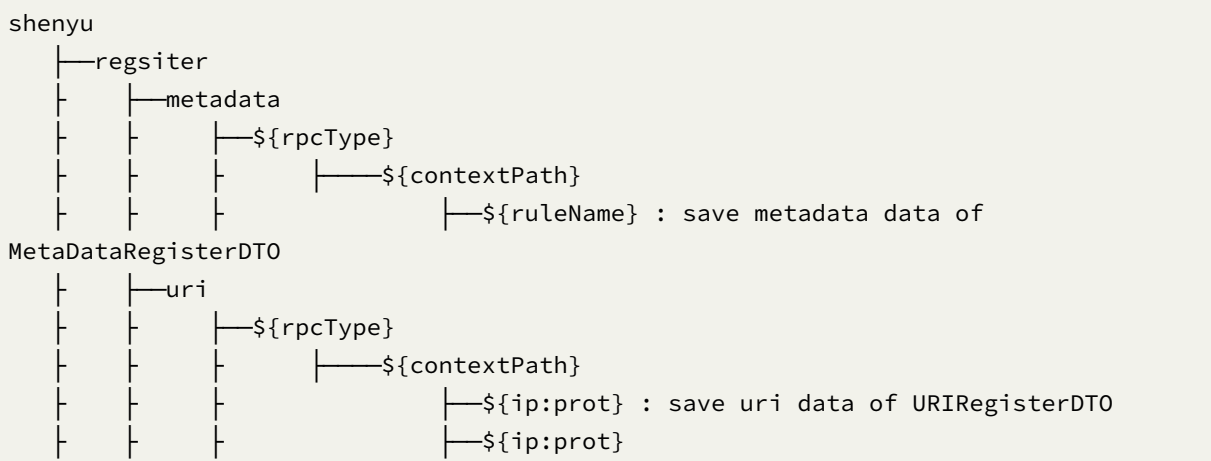 shenyu
├──regsiter
├ ├──metadata
├ ├ ├──${rpcType}
├ ├ ├ ├────${contextPath}
├ ├ ├ ├──${ruleName} : save metadata data of
MetaDataRegisterDTO
├ ├──uri
├ ├ ├──${rpcType}
├ ├ ├ ├────${contextPath}
├ ├ ├ ├──${ip:prot} : save uri data of URIRegisterDTO
├ ├ ├ ├──${ip:prot}